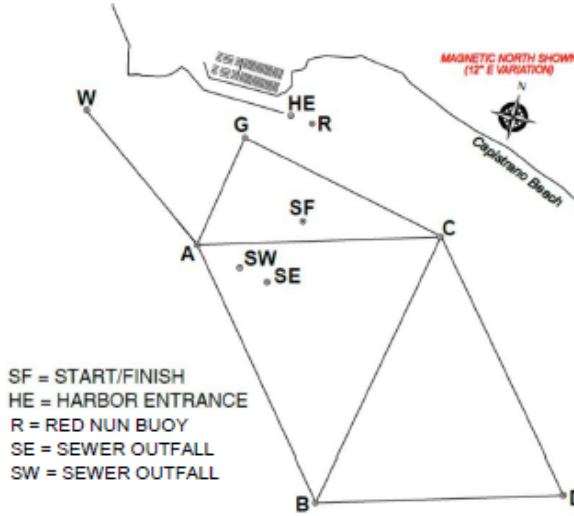 MAGNETIC NORTH SHOWN
(12° E VARIATION)
N
W
HE
R
G
Capistrano Beach
SF
A
C
SW
SE
SF = START/FINISH
HE = HARBOR ENTRANCE
R = RED NUN BUOY
SE = SEWER OUTFALL
SW = SEWER OUTFALL
B
D